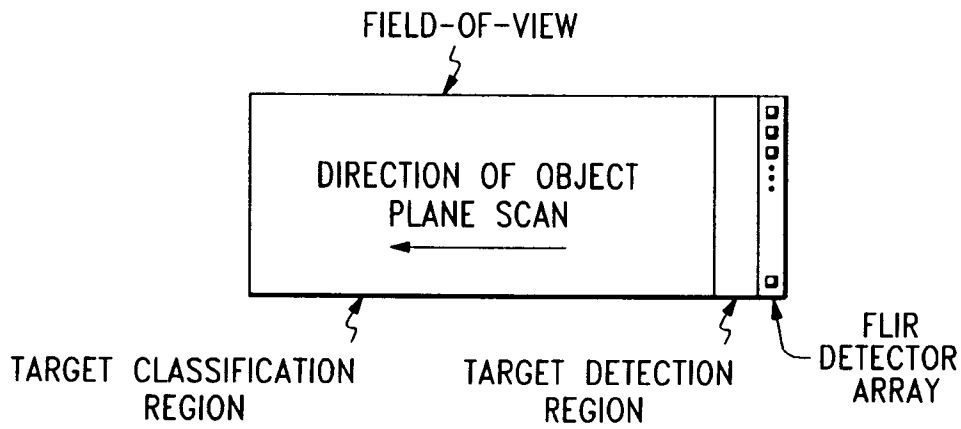 FIELD-OF-VIEW
DIRECTION OF OBJECT
PLANE SCAN
TARGET CLASSIFICATION
REGION
TARGET DETECTION
REGION
FLIR
DETECTOR
ARRAY